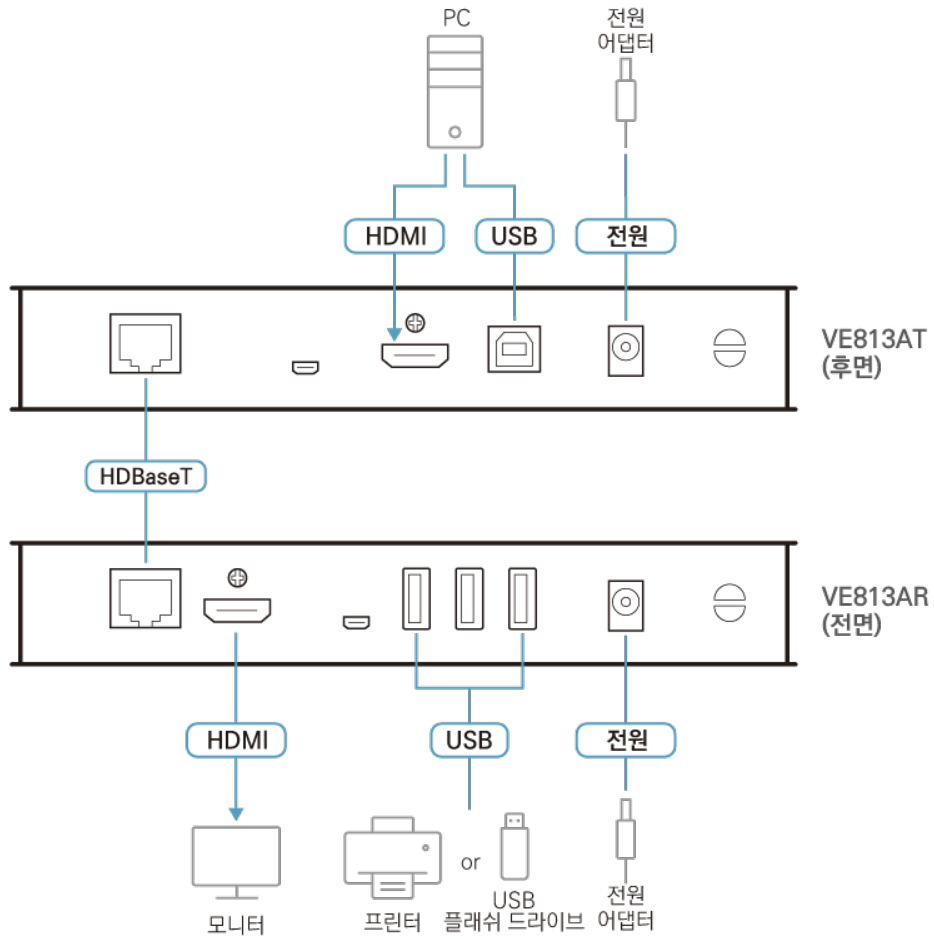 PC
전원
어댑터
HDMI
USB
전원
VE813AT
(후면)
HDBaseT
VE813AR
(전면)
HDMI
USB
전원
모니터
프린터
or
USB
플래쉬 드라이브
전원
어댑터